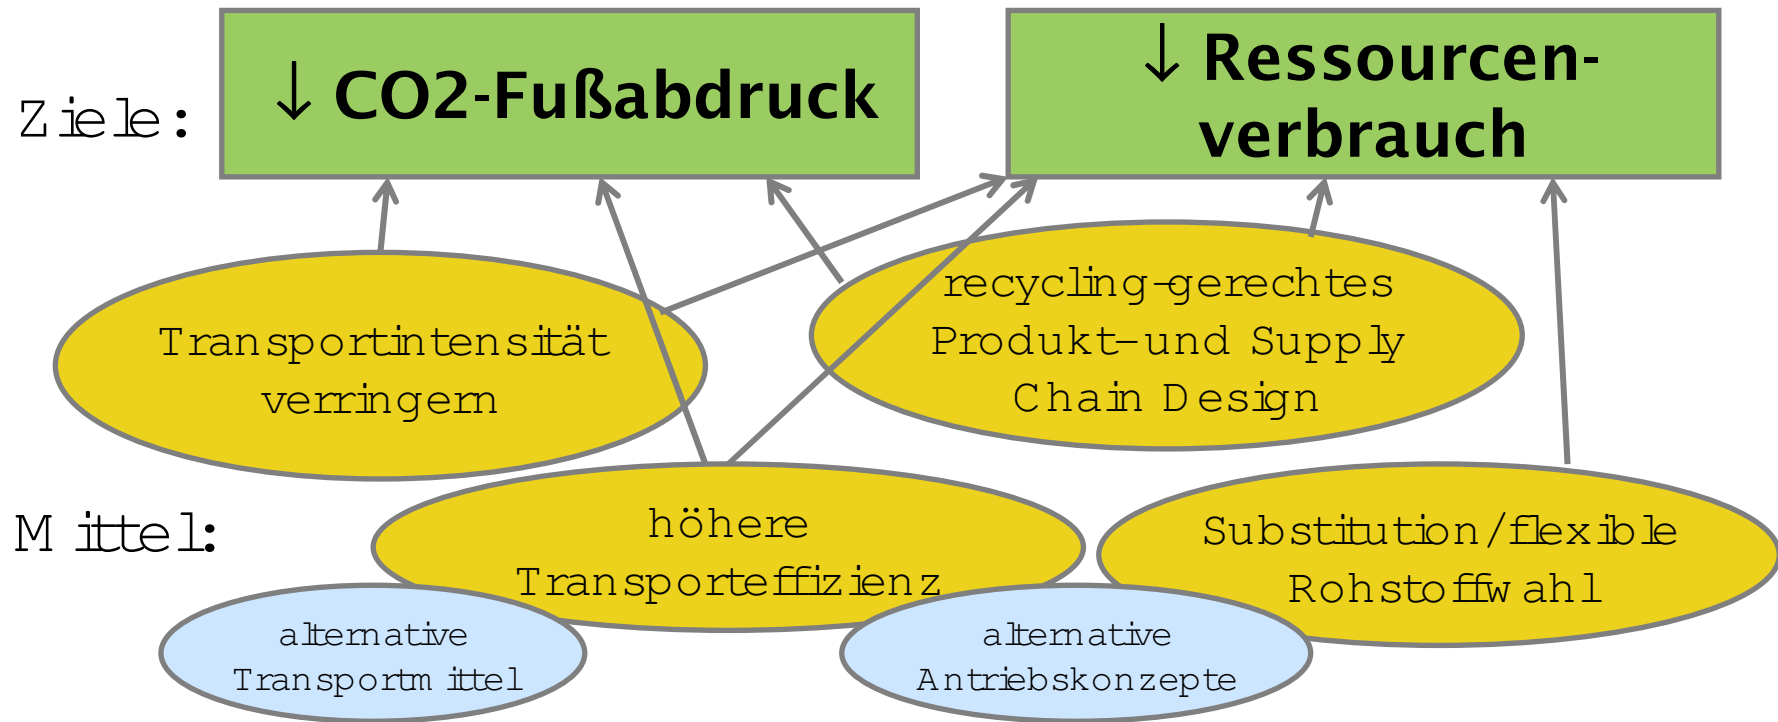 Ziele:
↓ CO2-Fußabdruck
↓ Ressourcen-
verbrauch
Transportintensität
verringern
recycling-gerechtes
Produkt–und Supply
Chain Design
Mittel:
höhere
Transporteffizienz
Substitution/flexible
Rohstoffwahl
alternative
Transportmittel
alternative
Antriebskonzepte